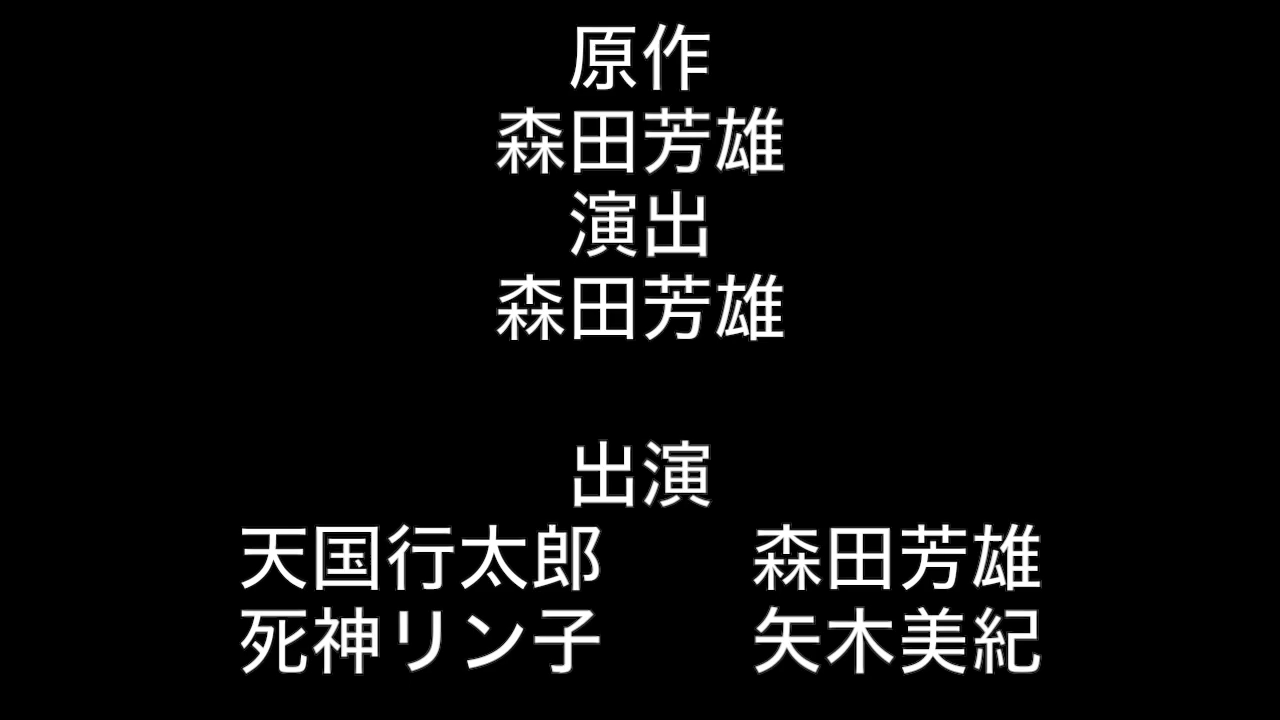 原作
森田芳雄
演出
森田芳雄
出演
天国行太郎　　森田芳雄
死神リン子　　矢木美紀